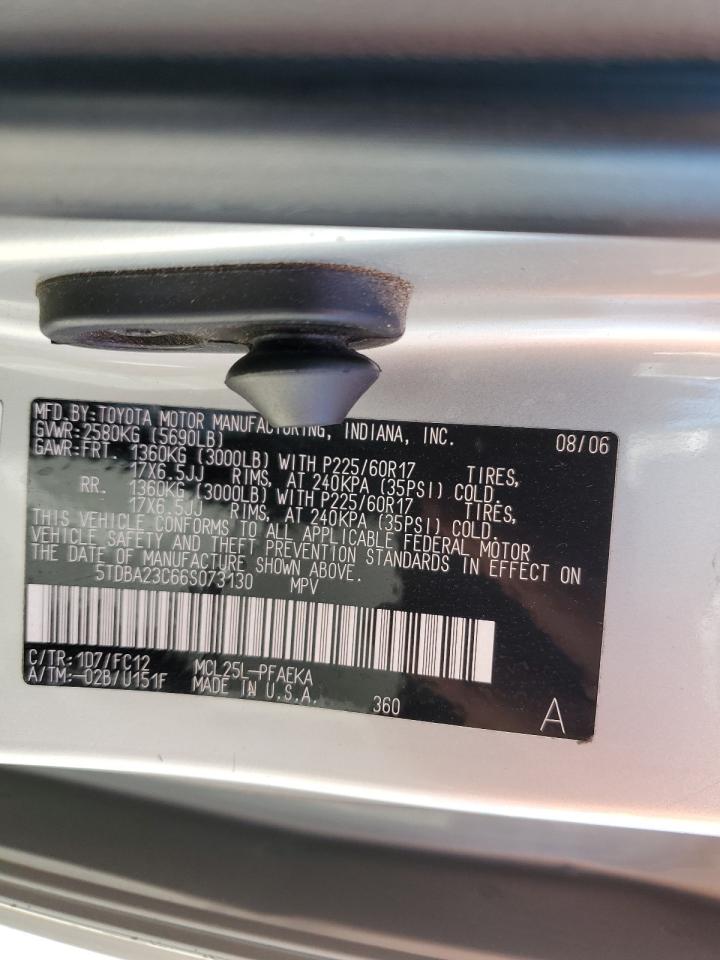 MFD. BY: TOYOTA MOTOR MANUFACTURING, INDIANA, INC. 08/06
GVWR: 2580KG (5690LB)
GAWR: FRT. 1360KG (3000LB) WITH P225/60R17 TIRES,
17X6.5JJ RIMS, AT 240KPA (35PSI) COLD.
RR. 1360KG (3000LB) WITH P225/60R17 TIRES,
17X6.5JJ RIMS, AT 240KPA (35PSI) COLD.
THIS VEHICLE CONFORMS TO ALL APPLICABLE FEDERAL MOTOR
VEHICLE SAFETY AND THEFT PREVENTION STANDARDS IN EFFECT ON
THE DATE OF MANUFACTURE SHOWN ABOVE.
5TDBA23C66S073130 MPV
C/TR: 1D7/FC12 MCL25L-PFAEKA
A/TM: -02B/U151F MADE IN U.S.A. 360 A